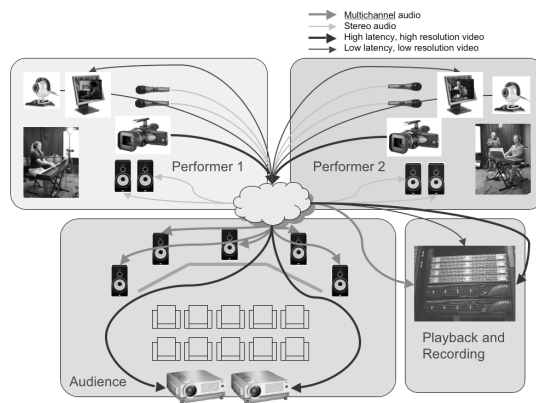 Multichannel audio
Stereo audio
High latency, high resolution video
Low latency, low resolution video
Performer 1
Performer 2
Playback and
Recording
Audience